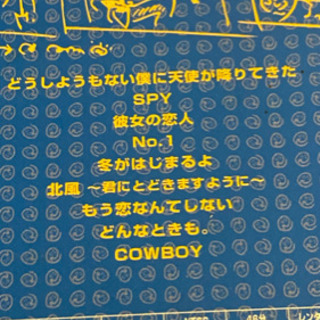 どうしようもない僕に天使が降りてきた
SPY
彼女の恋人
No.1
冬がはじまるよ
北風 〜君にとどきますように〜
もう恋なんてしない
どんなときも。
COWBOY